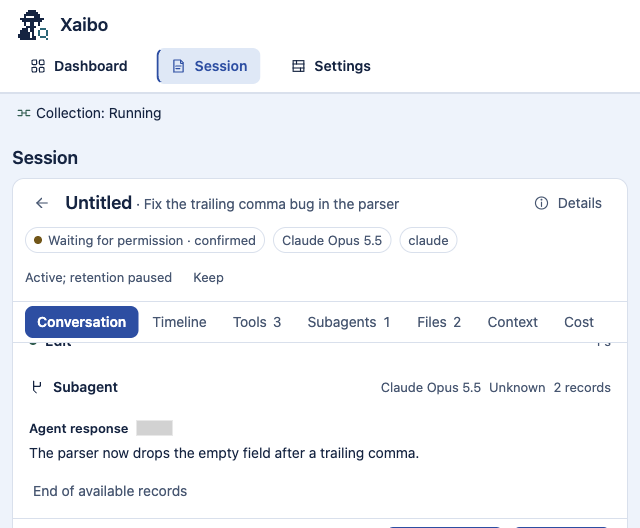 Xaibo
Dashboard Session Settings
Collection: Running
Session
Untitled · Fix the trailing comma bug in the parser Details
Waiting for permission · confirmed Claude Opus 5.5 claude
Active; retention paused Keep
Conversation Timeline Tools 3 Subagents 1 Files 2 Context Cost
Edit
Subagent Claude Opus 5.5 Unknown 2 records
Agent response
The parser now drops the empty field after a trailing comma.
End of available records